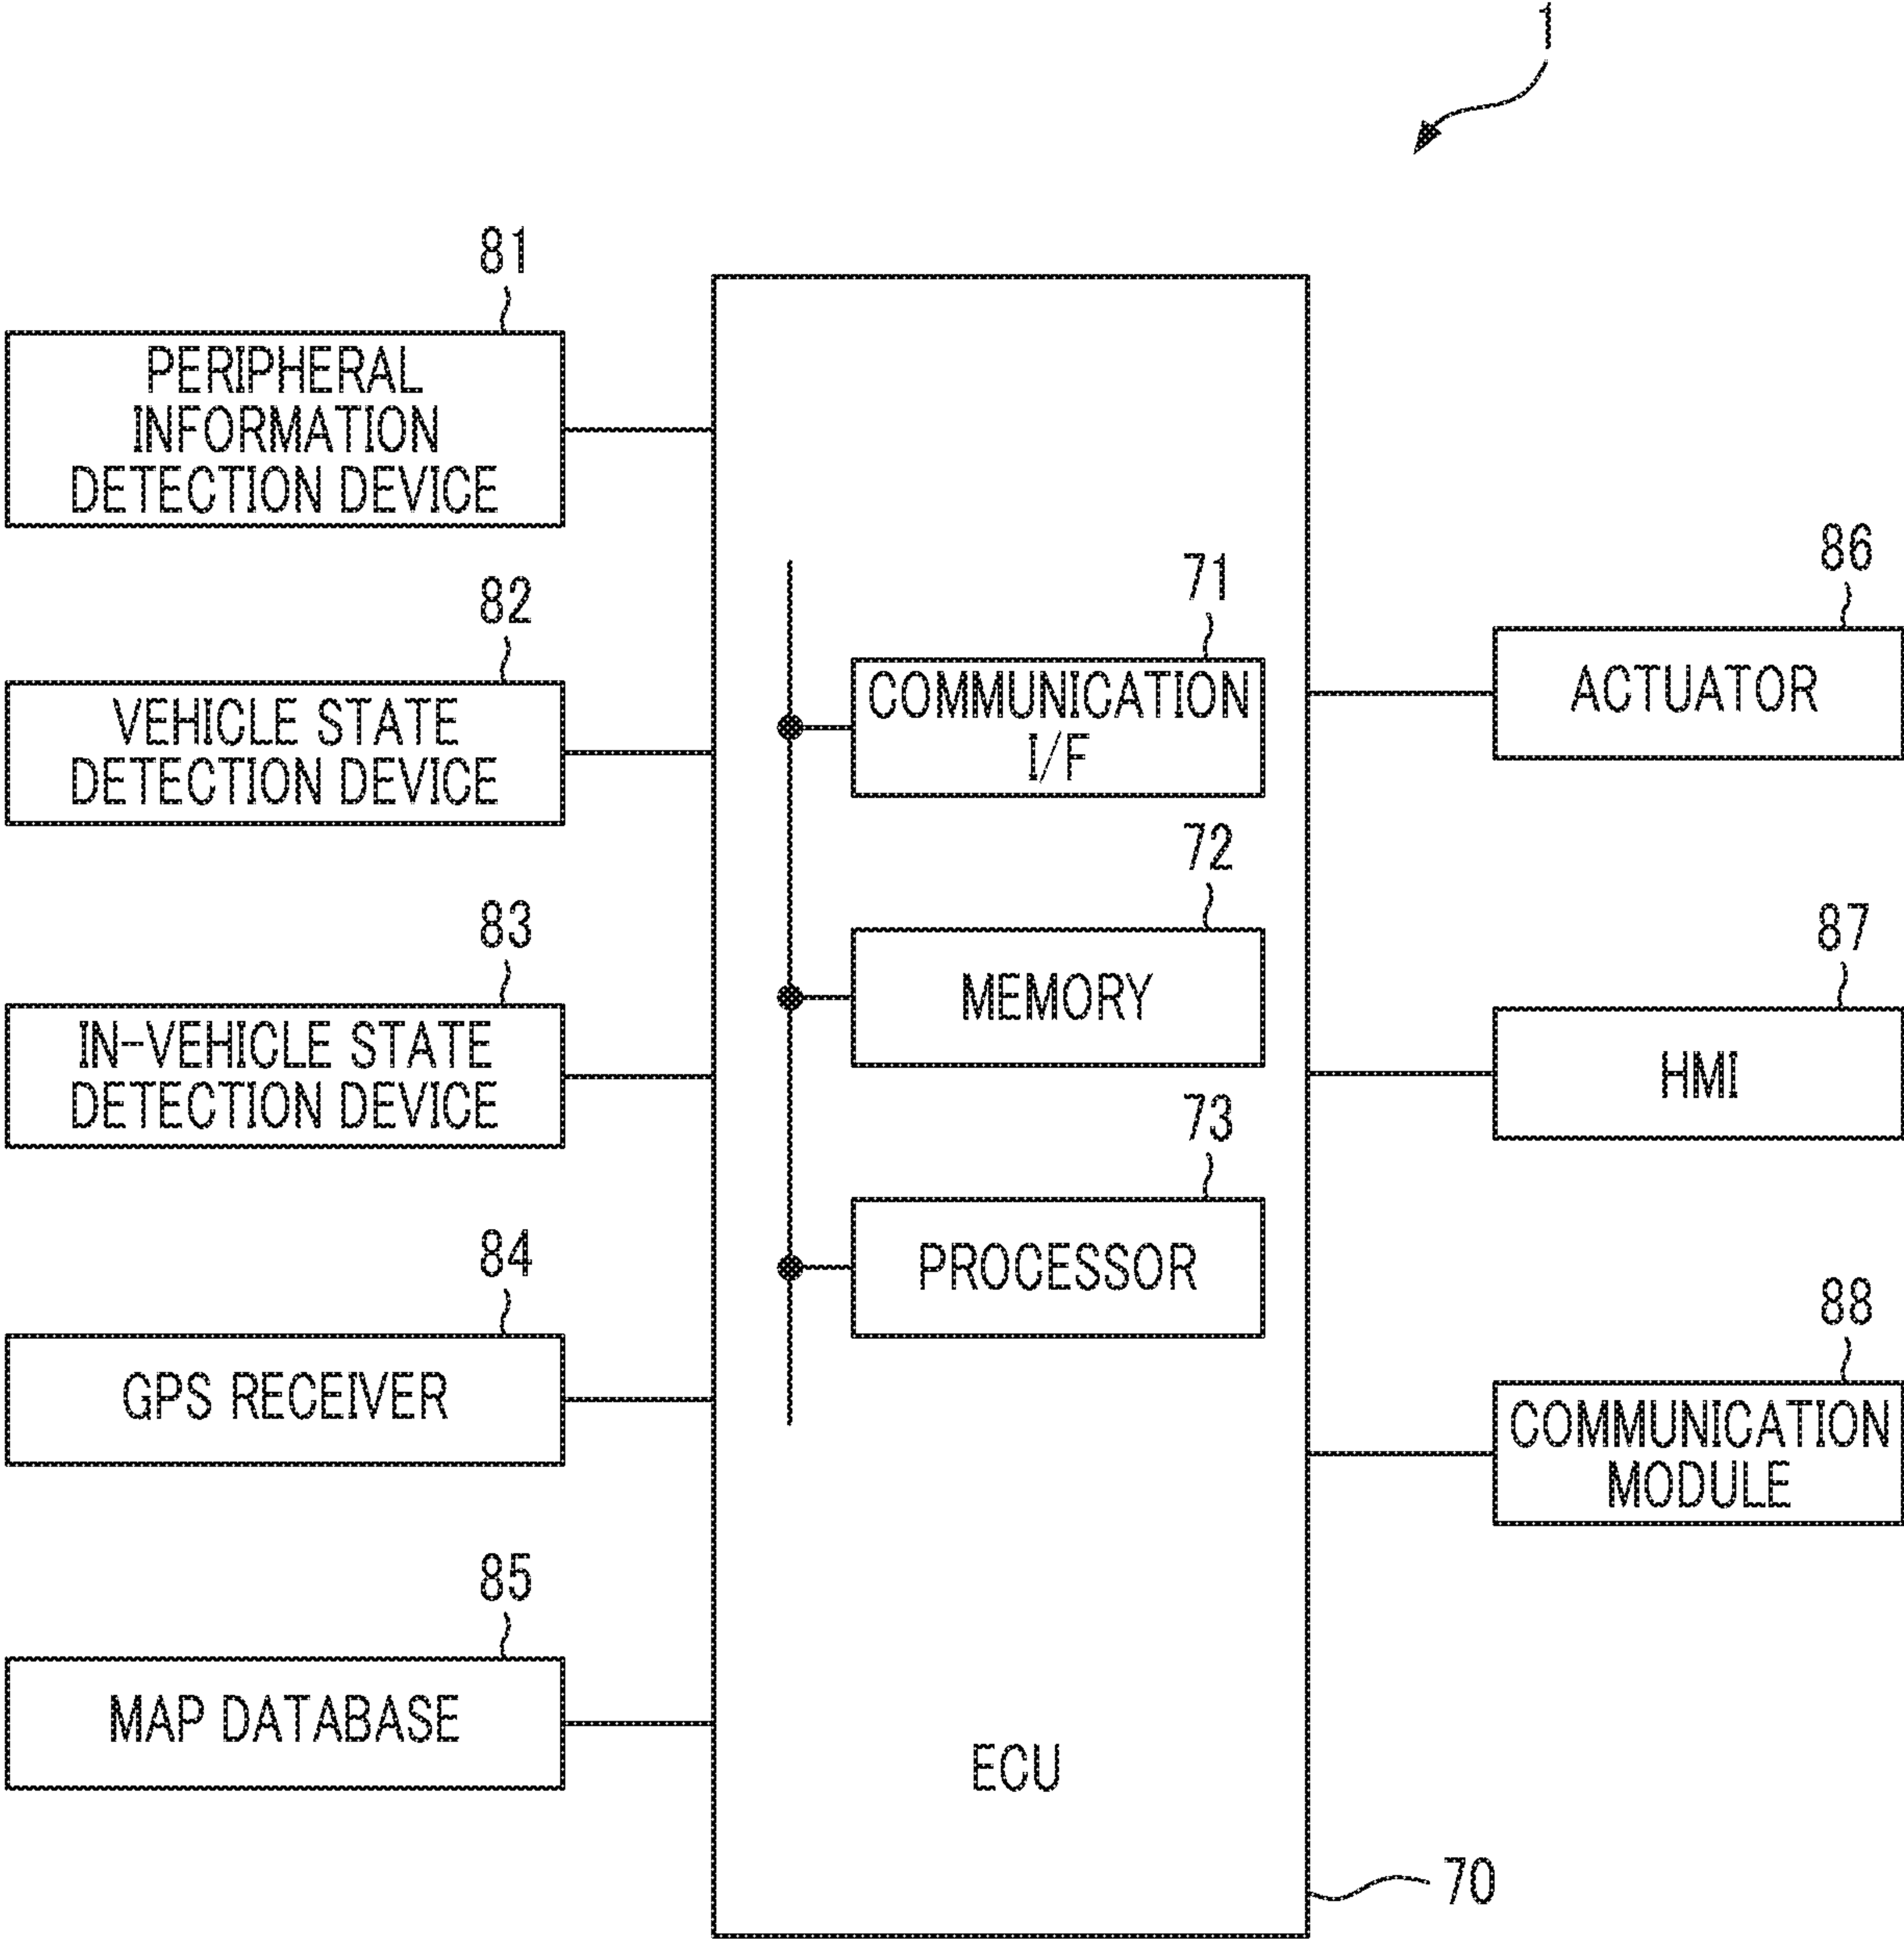 1
81
PERIPHERAL
INFORMATION
DETECTION DEVICE
82
VEHICLE STATE
DETECTION DEVICE
83
IN-VEHICLE STATE
DETECTION DEVICE
84
GPS RECEIVER
85
MAP DATABASE
71
COMMUNICATION
I/F
72
MEMORY
73
PROCESSOR
ECU
70
86
ACTUATOR
87
HMI
88
COMMUNICATION
MODULE